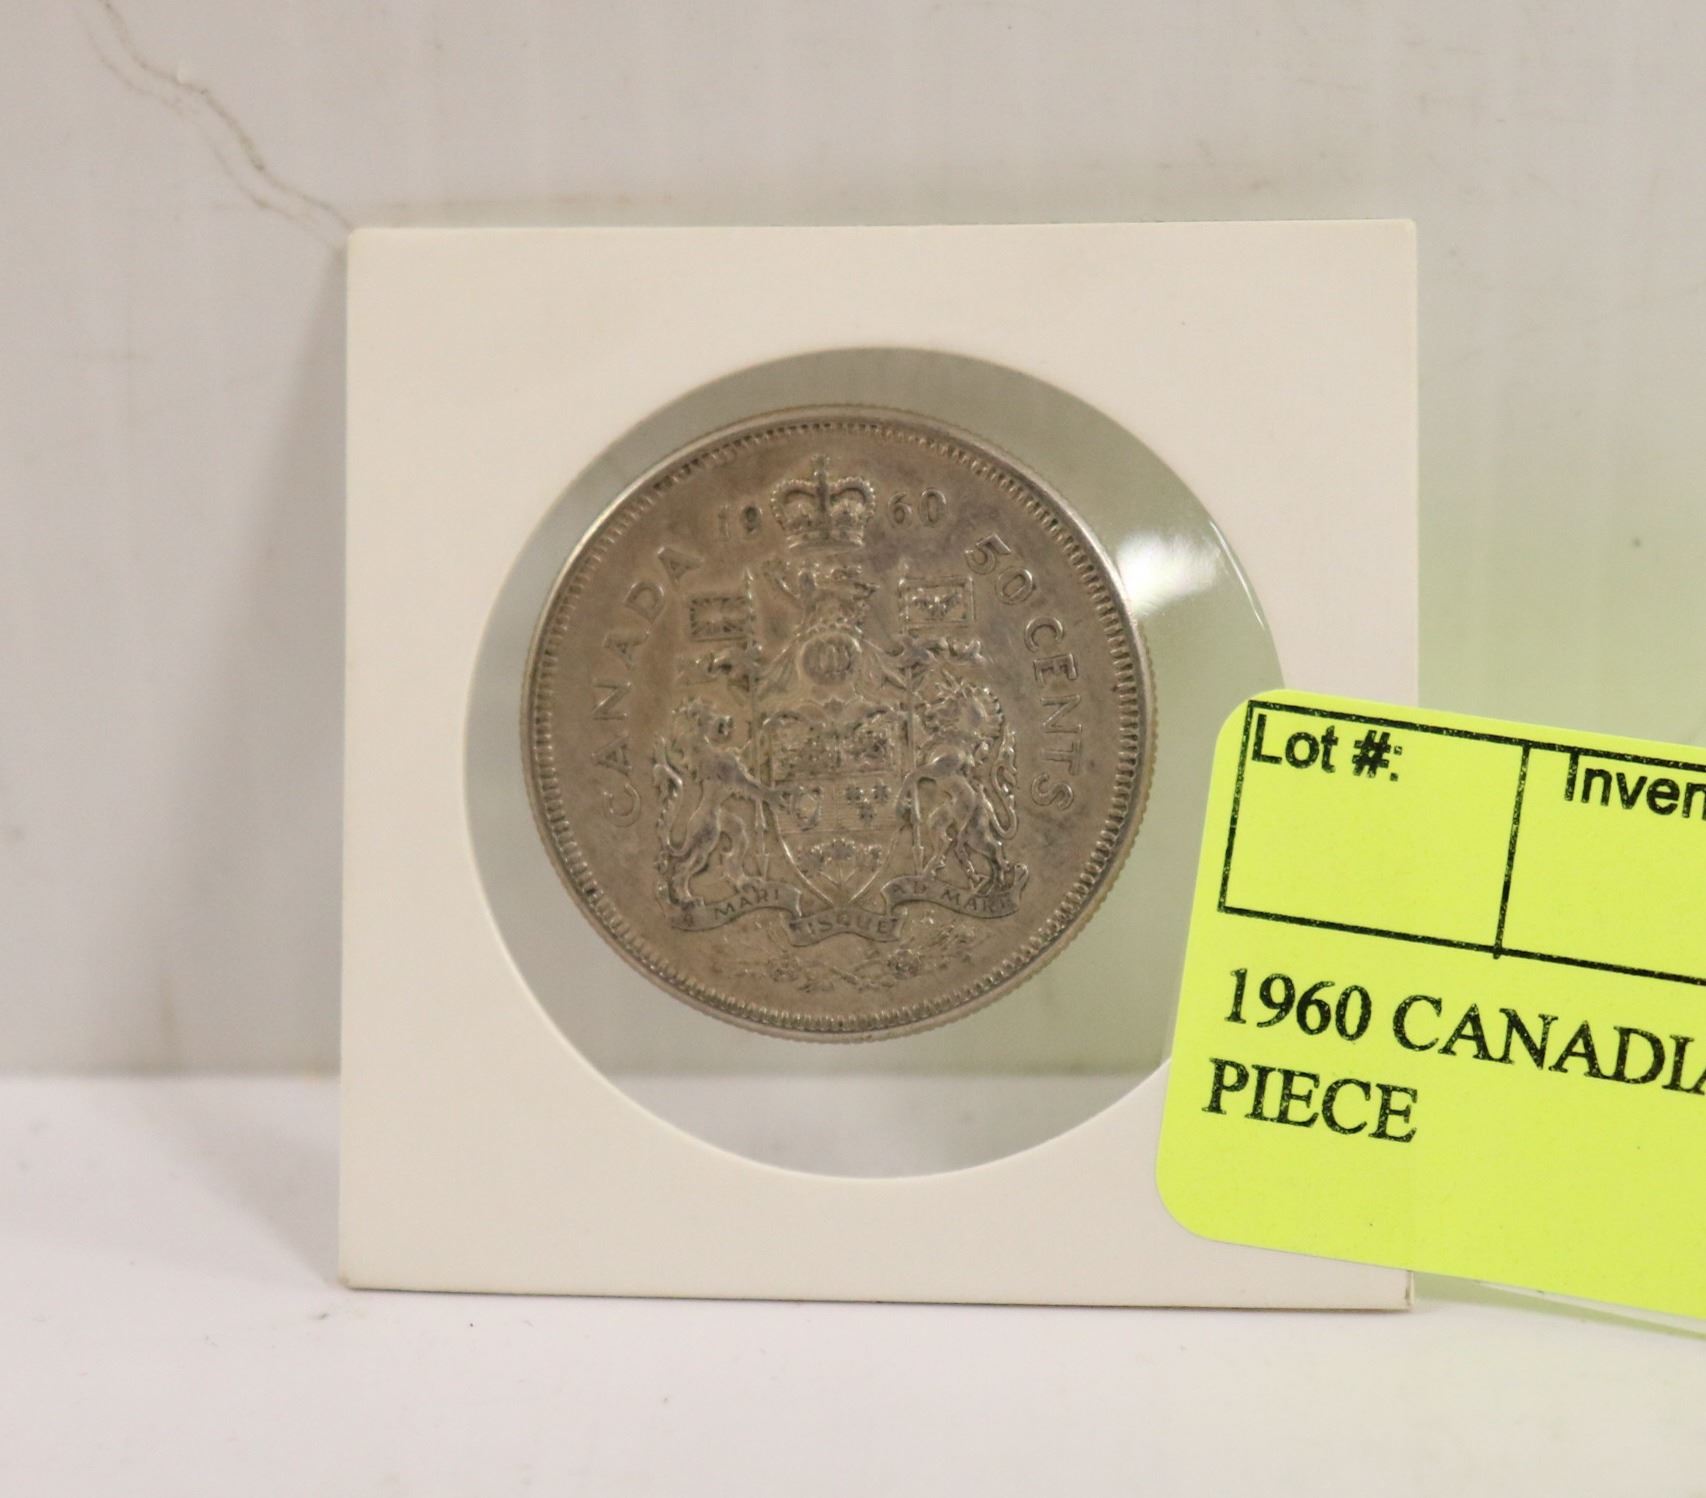 1960
CANADA
50 CENTS
A MARI USQUE AD MARE
Lot #:
Inven
1960 CANADIA
PIECE